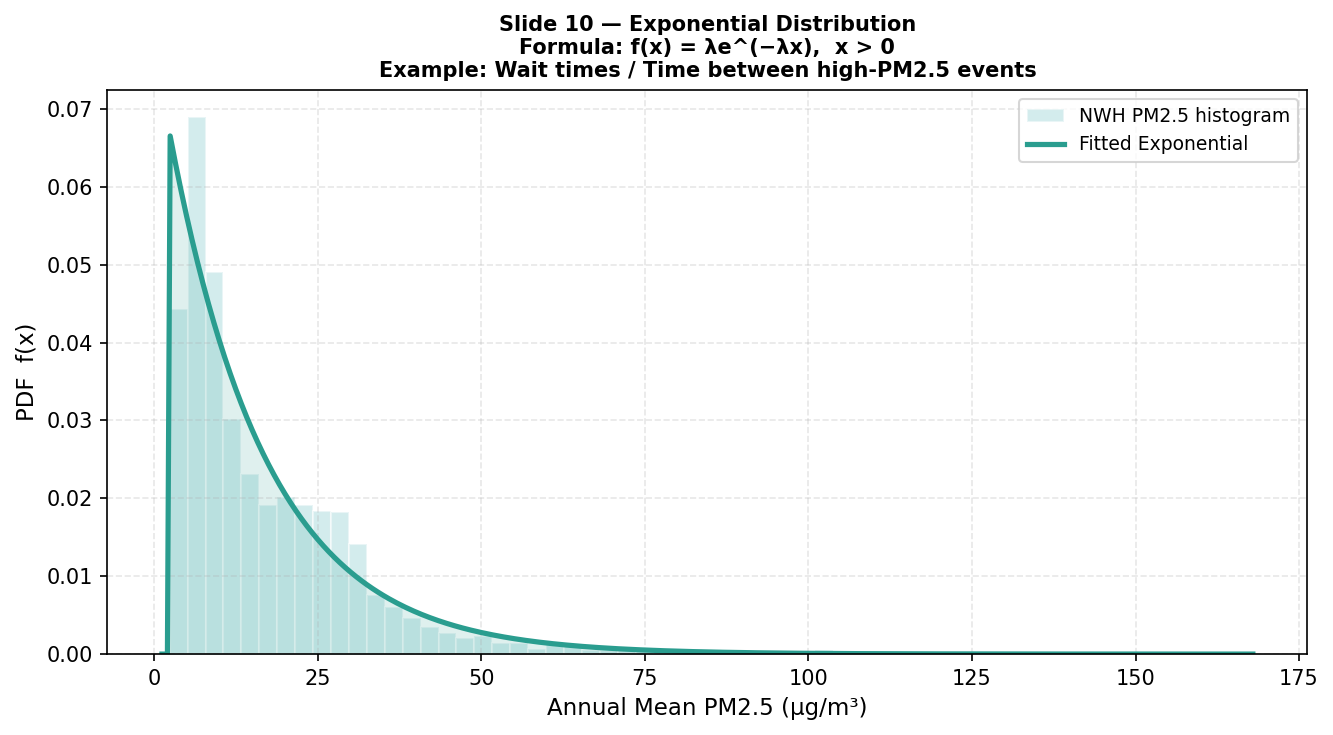 Slide 10 — Exponential Distribution
Formula: f(x) = λe^(−λx),  x > 0
Example: Wait times / Time between high-PM2.5 events
NWH PM2.5 histogram
Fitted Exponential
PDF  f(x)
0.07
0.06
0.05
0.04
0.03
0.02
0.01
0.00
0 25 50 75 100 125 150 175
Annual Mean PM2.5 (μg/m³)